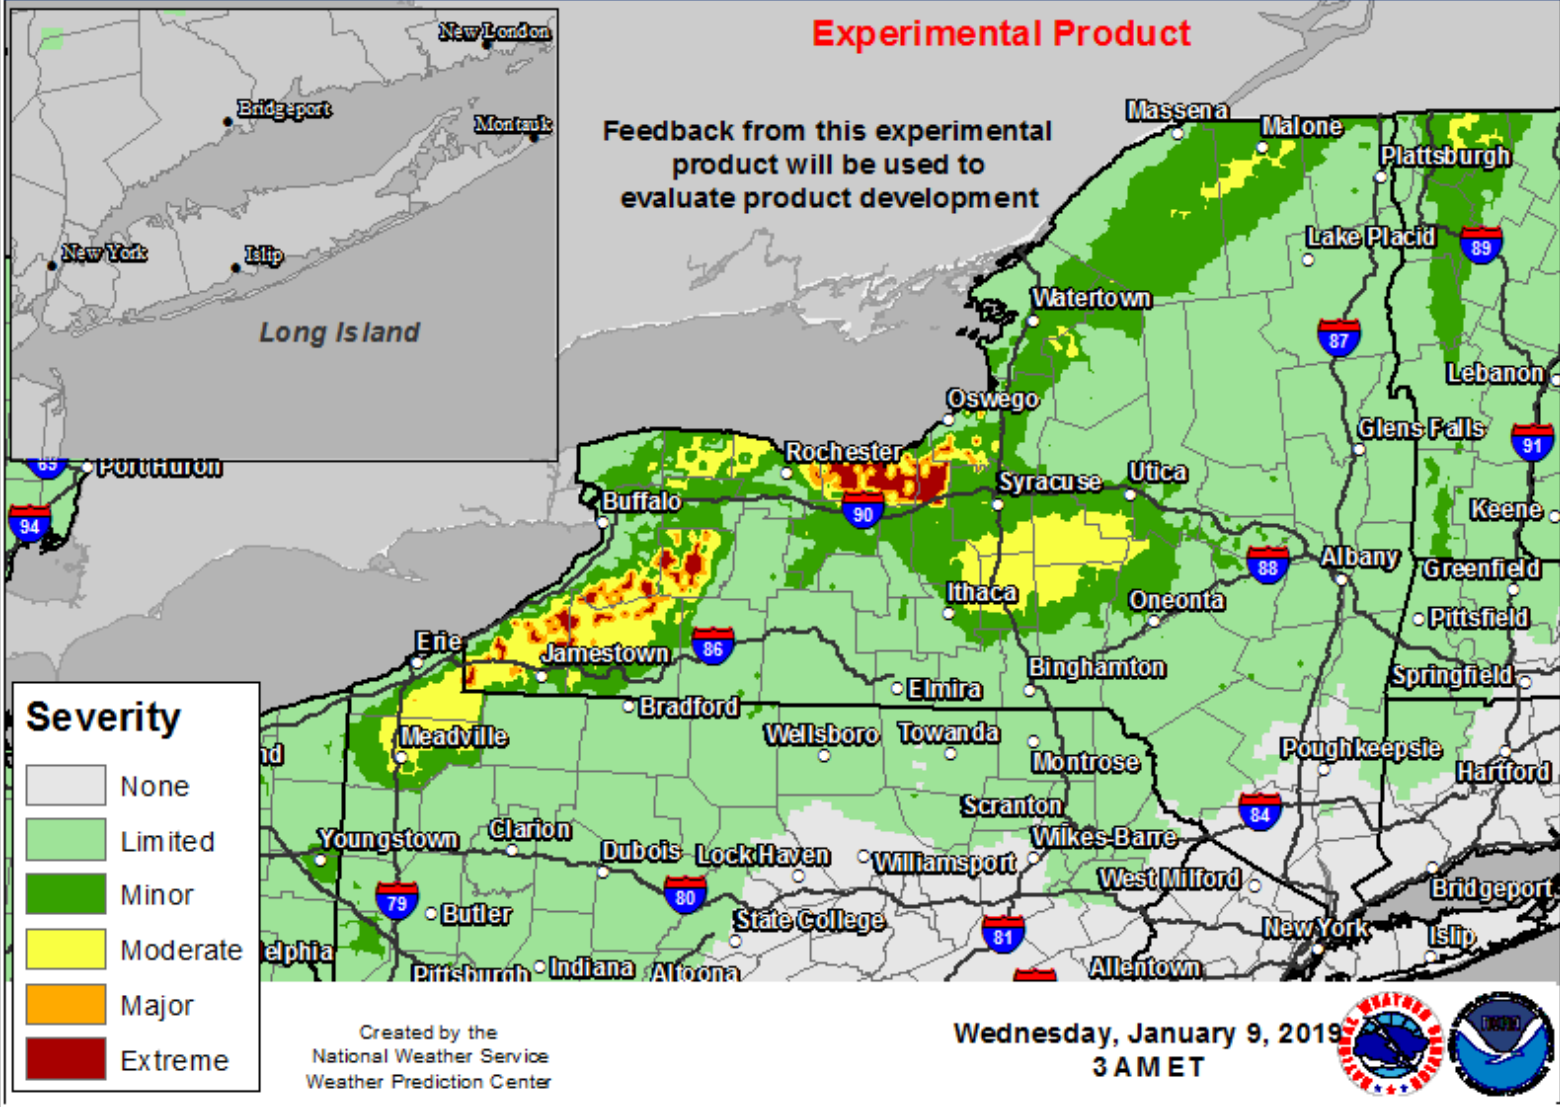 Experimental Product
Feedback from this experimental
product will be used to
evaluate product development
New London
Bridgeport
Montauk
New York
Islip
Long Island
Massena
Malone
Plattsburgh
Lake Placid
89
Watertown
87
Lebanon
Oswego
Glens Falls
91
Port Huron
Rochester
Syracuse
Utica
94
Buffalo
90
Keene
Albany
88
Greenfield
Ithaca
Oneonta
Pittsfield
Erie
86
Jamestown
Binghamton
Springfield
Elmira
Bradford
Meadville
Wellsboro
Towanda
Montrose
Poughkeepsie
Hartford
Scranton
84
Youngstown
Clarion
Dubois
Lock Haven
Williamsport
Wilkes-Barre
West Milford
Bridgeport
79
Butler
80
State College
81
New York
Islip
elphia
Pittsburgh
Indiana
Altoona
Allentown
Severity
None
Limited
Minor
Moderate
Major
Extreme
Created by the
National Weather Service
Weather Prediction Center
Wednesday, January 9, 2019
3AM ET